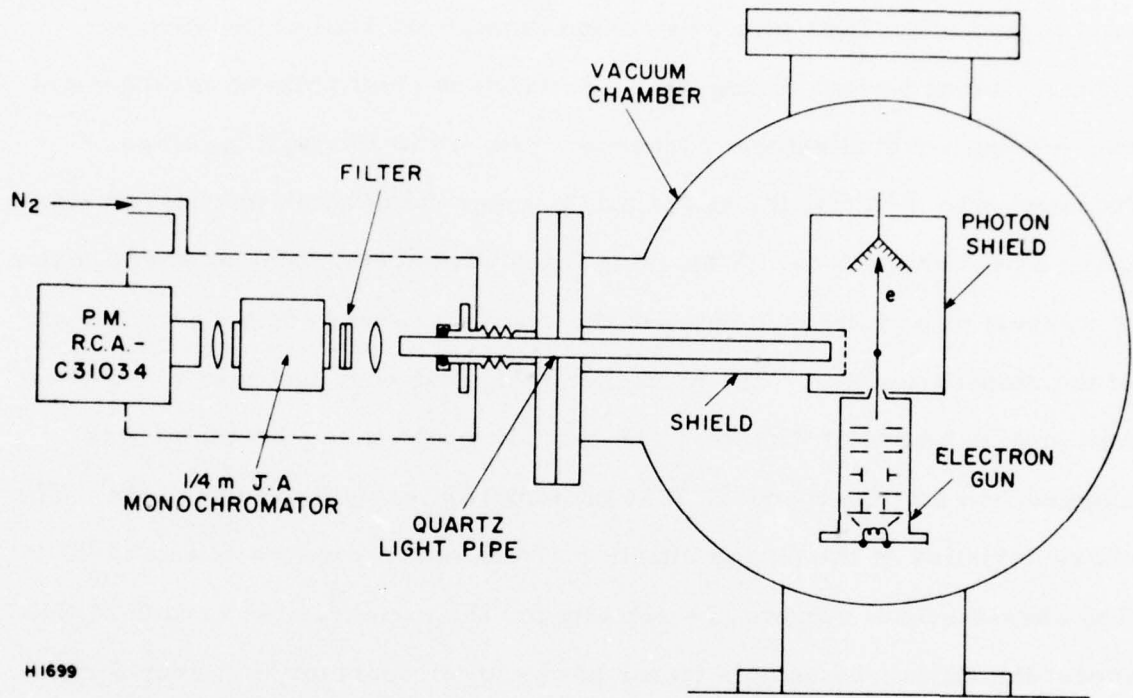 VACUUM
CHAMBER
FILTER
N2
PHOTON
SHIELD
e
P. M.
R.C.A.-
C31034
SHIELD
ELECTRON
GUN
1/4 m J.A
MONOCHROMATOR
QUARTZ
LIGHT PIPE
H1699